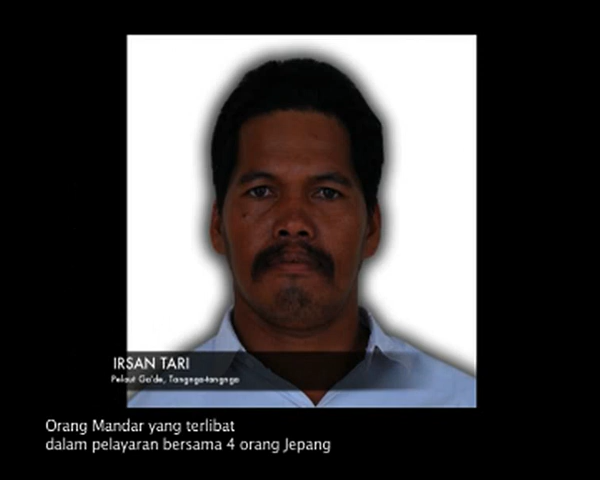 IRSAN TARI
Pelaut Ga'de, Tangnga-tangnga
Orang Mandar yang terlibat
dalam pelayaran bersama 4 orang Jepang